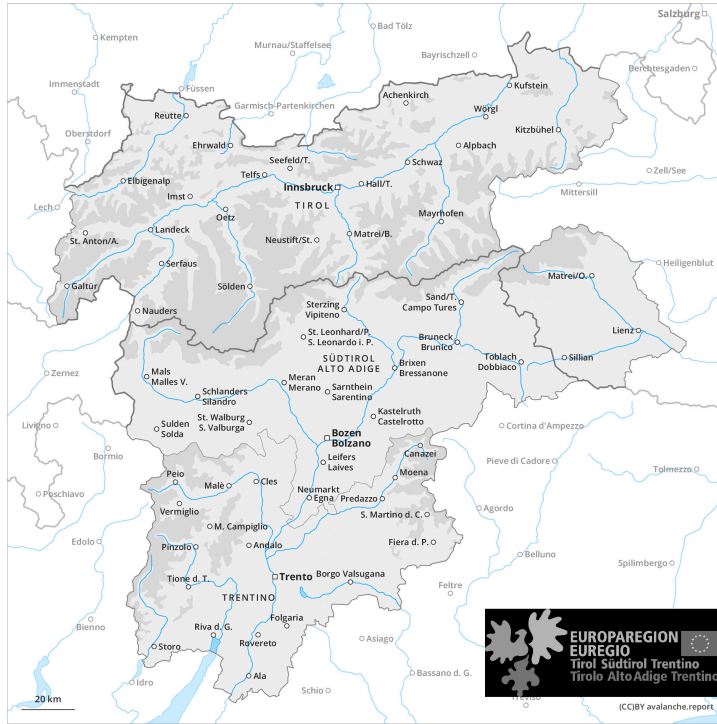 Salzburg
Kempten
Bad Tölz
Murnau/Staffelsee
Bayrischzell
Berchtesgaden
Immenstadt
Füssen
Kufstein
Achenkirch
Garmisch-Partenkirchen
Wörgl
Reutte
Kitzbühel
Oberstdorf
Ehrwald
Alpbach
Seefeld/T.
Schwaz
Telfs
Zell/See
Elbigenalp
Innsbruck
Hall/T.
Imst
Mittersill
TIROL
Lech
Oetz
Mayrhofen
Landeck
Matrei/B.
St. Anton/A.
Neustift/St.
Serfaus
Heiligenblut
Matrei/O.
Galtür
Sölden
Sand/T.
Campo Tures
Nauders
Sterzing
Vipiteno
St. Leonhard/P.
S. Leonardo i. P.
Lienz
Bruneck
Brunico
SÜDTIROL
ALTO ADIGE
Toblach
Dobbiaco
Sillian
Brixen
Bressanone
Zernez
Mals
Malles V.
Meran
Merano
Sarnthein
Sarentino
Schlanders
Silandro
Kastelruth
Castelrotto
St. Walburg
S. Valburga
Livigno
Sulden
Solda
Cortina d'Ampezzo
Bozen
Bolzano
Bormio
Canazei
Leifers
Laives
Pieve di Cadore
Tolmezzo
Peio
Moena
Malè
Cles
Poschiavo
Neumarkt
Egna
Predazzo
Vermiglio
Agordo
S. Martino d. C.
M. Campiglio
Edolo
Pinzolo
Andalo
Fiera d. P.
Belluno
Spilimbergo
Trento
Borgo Valsugana
Tione d. T.
Feltre
TRENTINO
Folgaria
Bienno
Riva d. G.
Rovereto
Asiago
Storo
Ala
Bassano d. G.
Idro
Schio
Treviso
EUROPAREGION
EUREGIO
Tirol Südtirol Trentino
Tirolo Alto Adige Trentino
20 km
(CC)BY avalanche.report